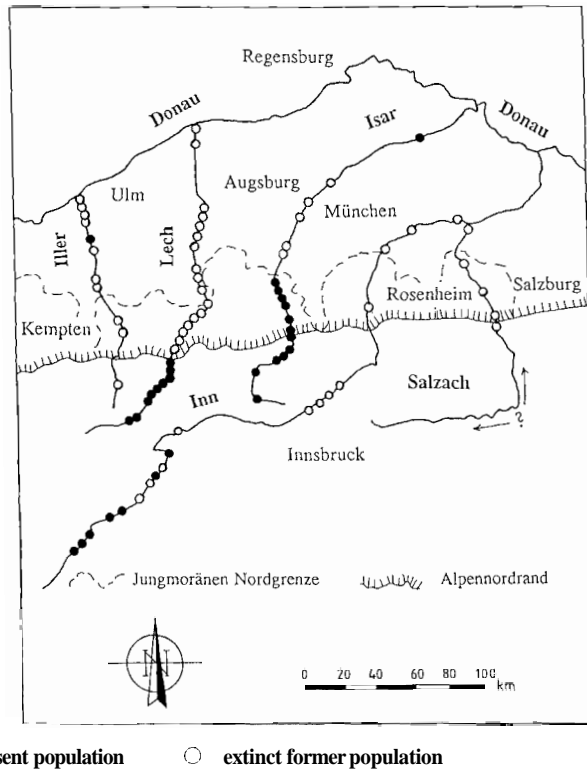 Regensburg
Donau
Isar
Donau
Ulm
Augsburg
München
Iller
Lech
Kempten
Rosenheim
Salzburg
Inn
Salzach
?
Innsbruck
Jungmoränen Nordgrenze
Alpennordrand
N
0 20 40 60 80 100
km
sent population
extinct former population